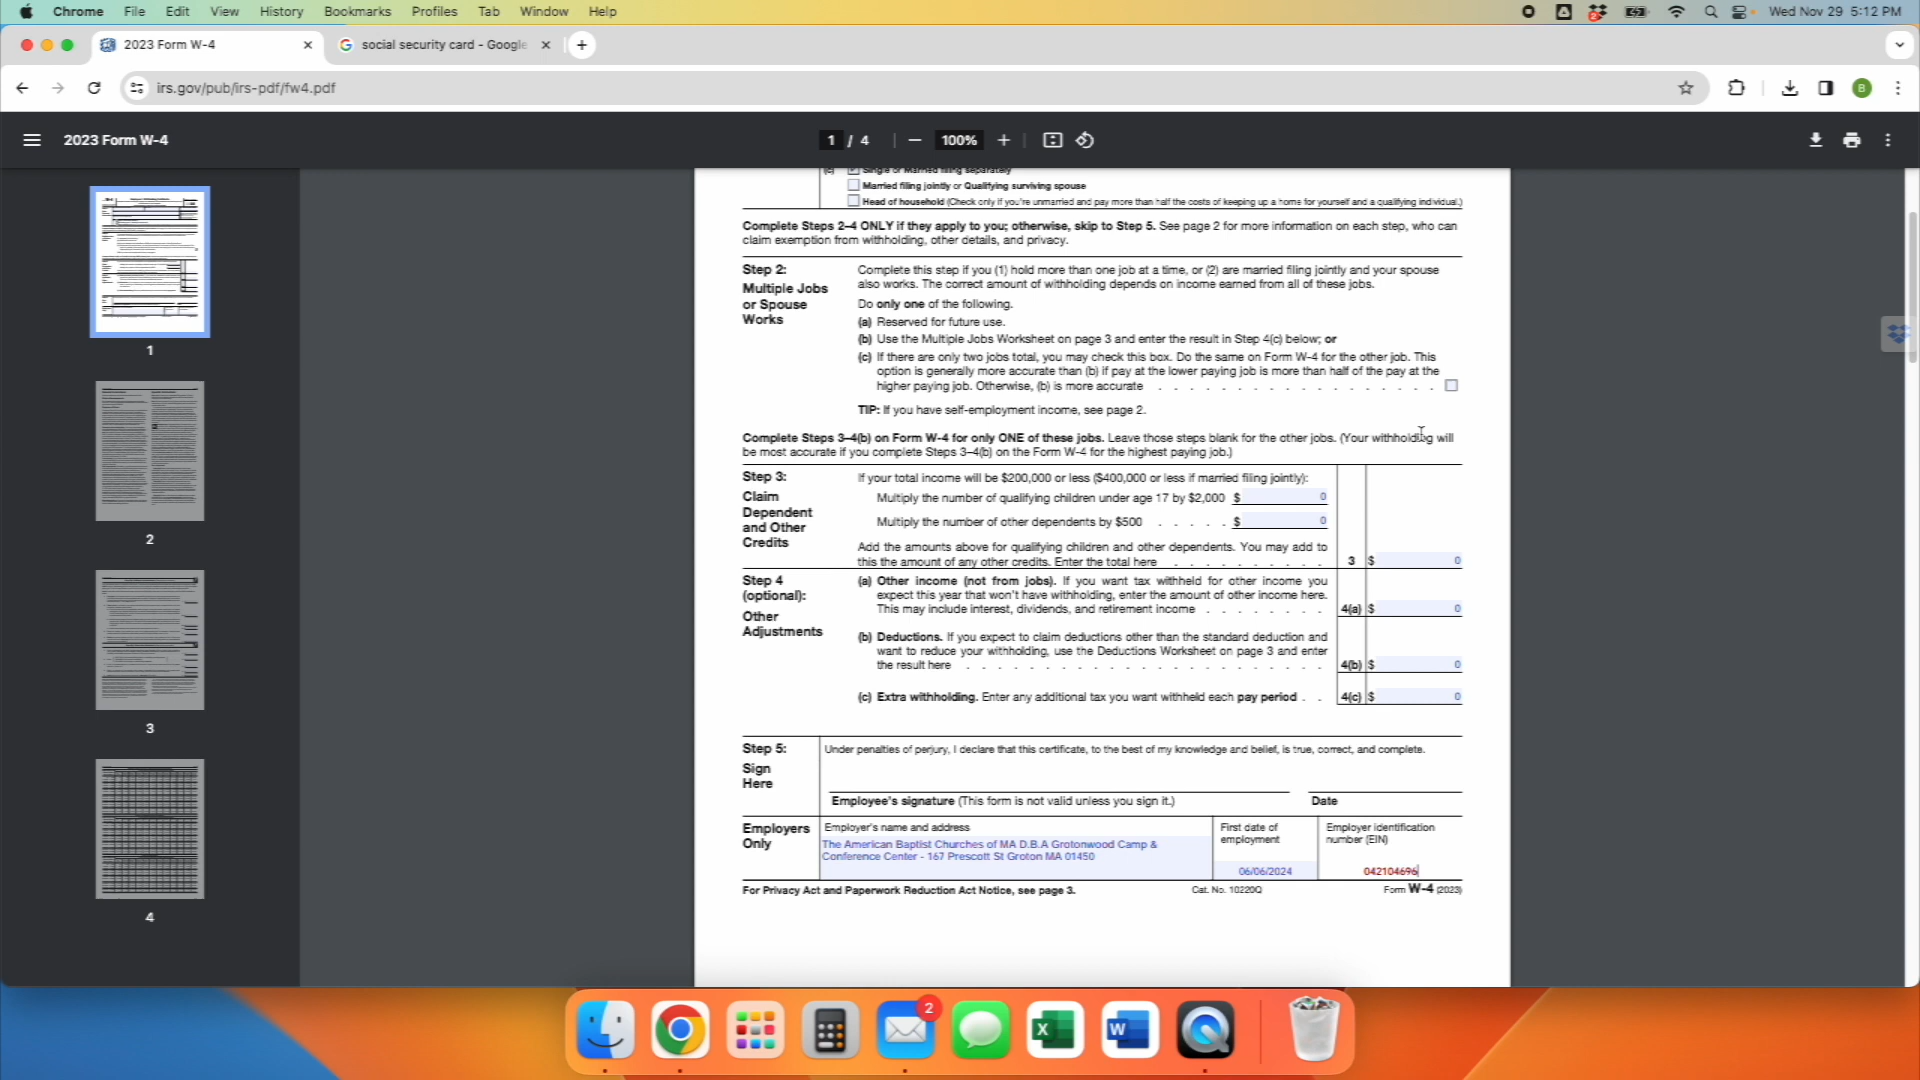 Chrome File Edit View History Bookmarks Profiles Tab Window Help Wed Nov 29 5:12 PM
2023 Form W-4
social security card - Google
irs.gov/pub/irs-pdf/fw4.pdf
B
2023 Form W-4
1 / 4
100%
1
2
3
4
(c) Single or Married filing separately
Married filing jointly or Qualifying surviving spouse
Head of household (Check only if you're unmarried and pay more than half the costs of keeping up a home for yourself and a qualifying individual.)
Complete Steps 2–4 ONLY if they apply to you; otherwise, skip to Step 5. See page 2 for more information on each step, who can
claim exemption from withholding, other details, and privacy.
Step 2:
Multiple Jobs
or Spouse
Works
Complete this step if you (1) hold more than one job at a time, or (2) are married filing jointly and your spouse
also works. The correct amount of withholding depends on income earned from all of these jobs.
Do only one of the following.
(a) Reserved for future use.
(b) Use the Multiple Jobs Worksheet on page 3 and enter the result in Step 4(c) below; or
(c) If there are only two jobs total, you may check this box. Do the same on Form W-4 for the other job. This
option is generally more accurate than (b) if pay at the lower paying job is more than half of the pay at the
higher paying job. Otherwise, (b) is more accurate . . . . . . . . . . . . . . . . . .
TIP: If you have self-employment income, see page 2.
Complete Steps 3–4(b) on Form W-4 for only ONE of these jobs. Leave those steps blank for the other jobs. (Your withholding will
be most accurate if you complete Steps 3–4(b) on the Form W-4 for the highest paying job.)
Step 3:
Claim
Dependent
and Other
Credits
If your total income will be $200,000 or less ($400,000 or less if married filing jointly):
Multiply the number of qualifying children under age 17 by $2,000 $ 0
Multiply the number of other dependents by $500 . . . . . $ 0
Add the amounts above for qualifying children and other dependents. You may add to
this the amount of any other credits. Enter the total here . . . . . . . . . . 3 $ 0
Step 4
(optional):
Other
Adjustments
(a) Other income (not from jobs). If you want tax withheld for other income you
expect this year that won't have withholding, enter the amount of other income here.
This may include interest, dividends, and retirement income . . . . . . . . 4(a) $ 0
(b) Deductions. If you expect to claim deductions other than the standard deduction and
want to reduce your withholding, use the Deductions Worksheet on page 3 and enter
the result here . . . . . . . . . . . . . . . . . . . . . . . 4(b) $ 0
(c) Extra withholding. Enter any additional tax you want withheld each pay period . . 4(c) $ 0
Step 5:
Sign
Here
Under penalties of perjury, I declare that this certificate, to the best of my knowledge and belief, is true, correct, and complete.
Employee's signature (This form is not valid unless you sign it.) Date
Employers
Only
Employer's name and address
The American Baptist Churches of MA D.B.A Grotonwood Camp &
Conference Center - 167 Prescott St Groton MA 01450
First date of
employment
06/06/2024
Employer identification
number (EIN)
042104696
For Privacy Act and Paperwork Reduction Act Notice, see page 3. Cat. No. 10220Q Form W-4 (2023)
2